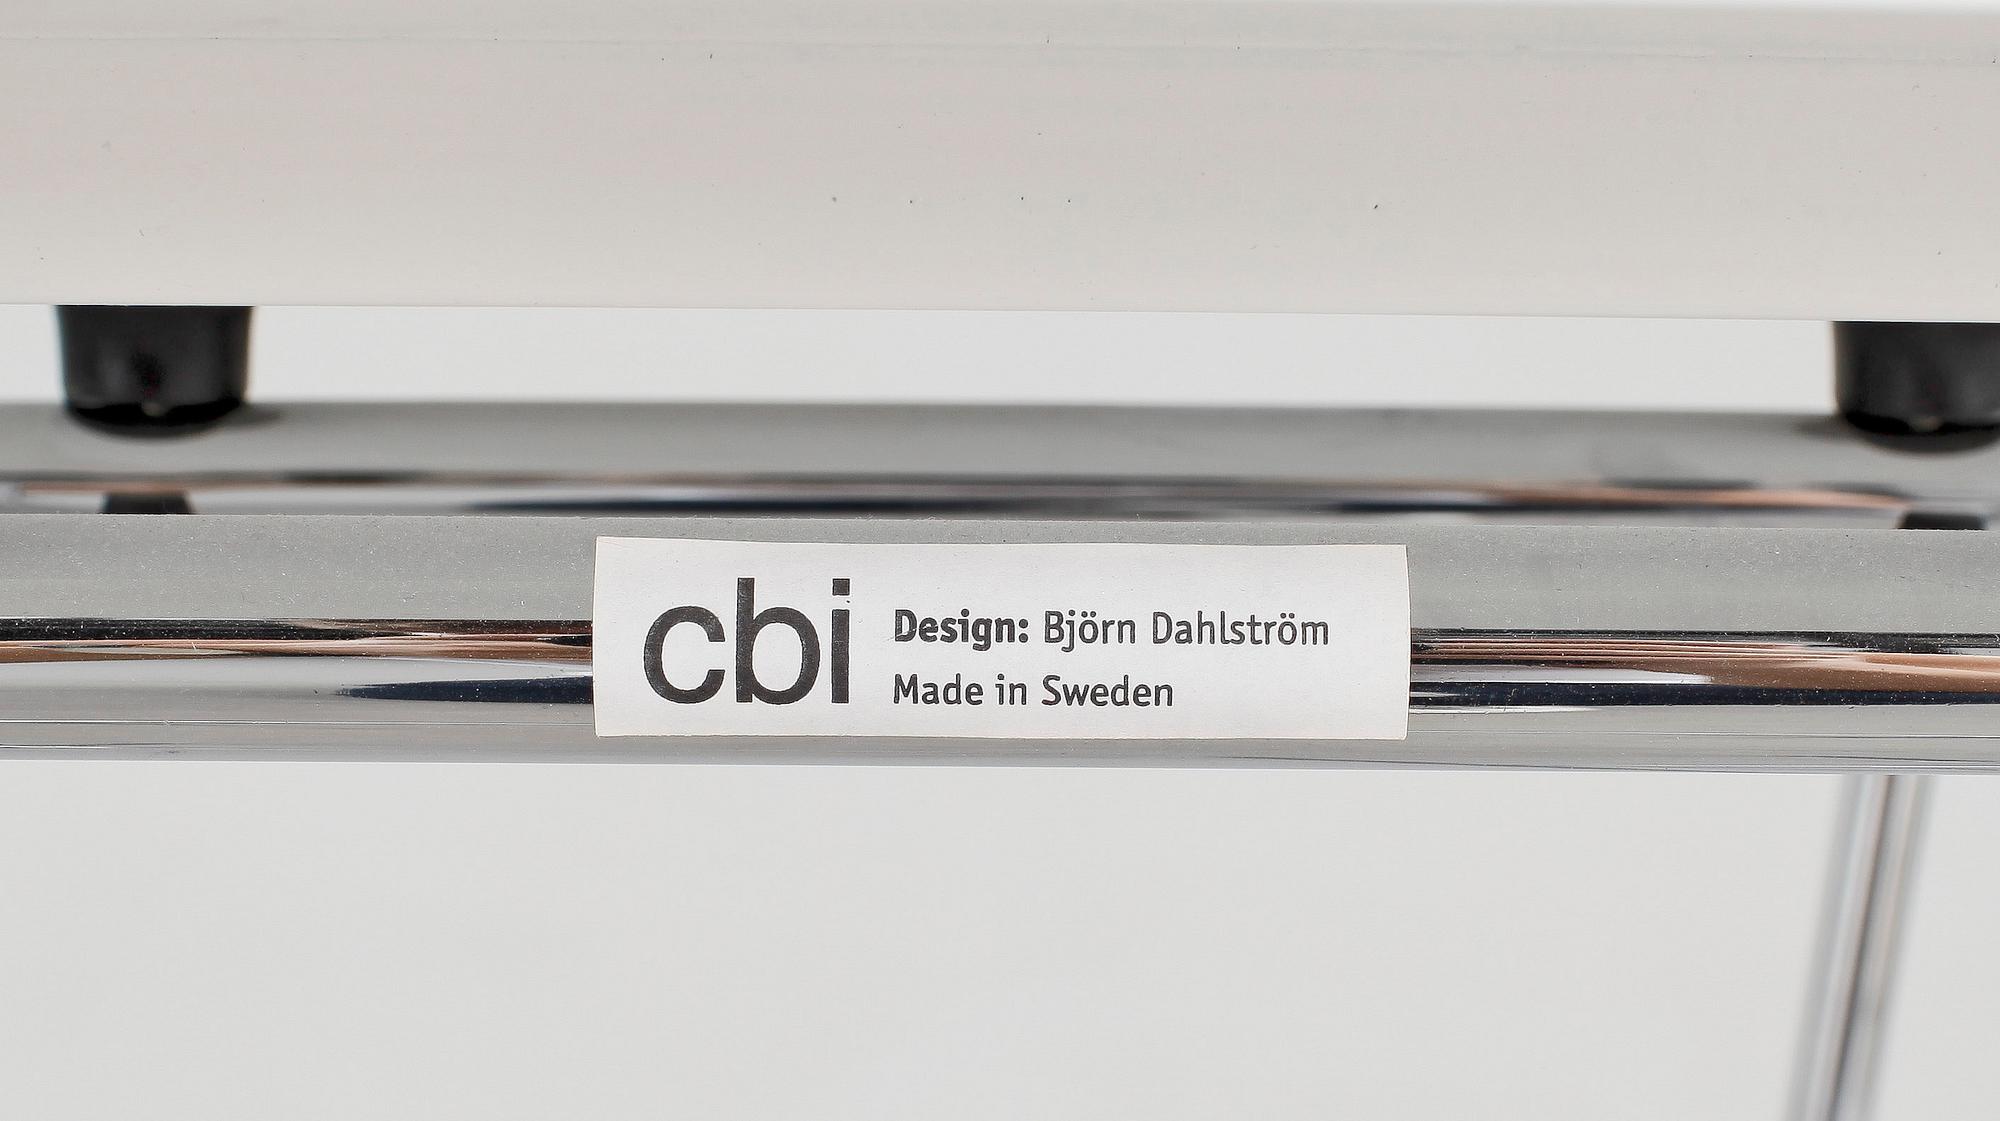 cbi
Design: Björn Dahlström
Made in Sweden